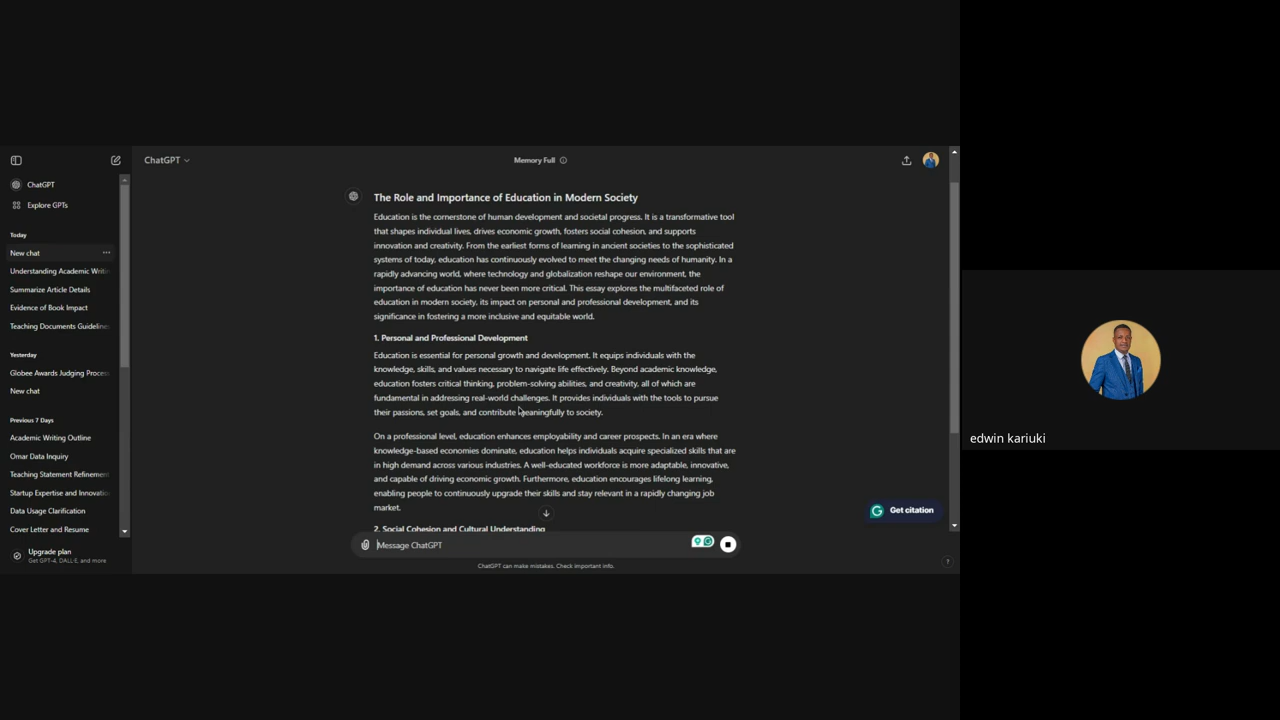 ChatGPT
Memory Full
ChatGPT
Explore GPTs
Today
New chat
Understanding Academic Writi
Summarize Article Details
Evidence of Book Impact
Teaching Documents Guideline
Yesterday
Globee Awards Judging Proces
New chat
Previous 7 Days
Academic Writing Outline
Omar Data Inquiry
Teaching Statement Refinemen
Startup Expertise and Innovatio
Data Usage Clarification
Cover Letter and Resume
Upgrade plan
Get GPT-4, DALL·E, and more
The Role and Importance of Education in Modern Society
Education is the cornerstone of human development and societal progress. It is a transformative tool
that shapes individual lives, drives economic growth, fosters social cohesion, and supports
innovation and creativity. From the earliest forms of learning in ancient societies to the sophisticated
systems of today, education has continuously evolved to meet the changing needs of humanity. In a
rapidly advancing world, where technology and globalization reshape our environment, the
importance of education has never been more critical. This essay explores the multifaceted role of
education in modern society, its impact on personal and professional development, and its
significance in fostering a more inclusive and equitable world.
1. Personal and Professional Development
Education is essential for personal growth and development. It equips individuals with the
knowledge, skills, and values necessary to navigate life effectively. Beyond academic knowledge,
education fosters critical thinking, problem-solving abilities, and creativity, all of which are
fundamental in addressing real-world challenges. It provides individuals with the tools to pursue
their passions, set goals, and contribute meaningfully to society.
On a professional level, education enhances employability and career prospects. In an era where
knowledge-based economies dominate, education helps individuals acquire specialized skills that are
in high demand across various industries. A well-educated workforce is more adaptable, innovative,
and capable of driving economic growth. Furthermore, education encourages lifelong learning,
enabling people to continuously upgrade their skills and stay relevant in a rapidly changing job
market.
2. Social Cohesion and Cultural Understanding
Get citation
Message ChatGPT
ChatGPT can make mistakes. Check important info.
?
edwin kariuki